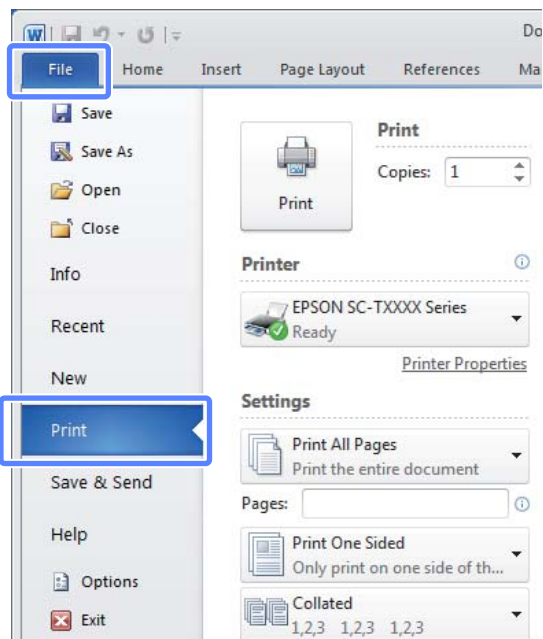 W
Do
File Home Insert Page Layout References Ma
Save
Save As
Open
Close
Info
Recent
New
Print
Save & Send
Help
Options
Exit
Print
Print
Copies: 1
Printer
EPSON SC-TXXXX Series
Ready
Printer Properties
Settings
Print All Pages
Print the entire document
Pages:
Print One Sided
Only print on one side of th...
Collated
1,2,3 1,2,3 1,2,3